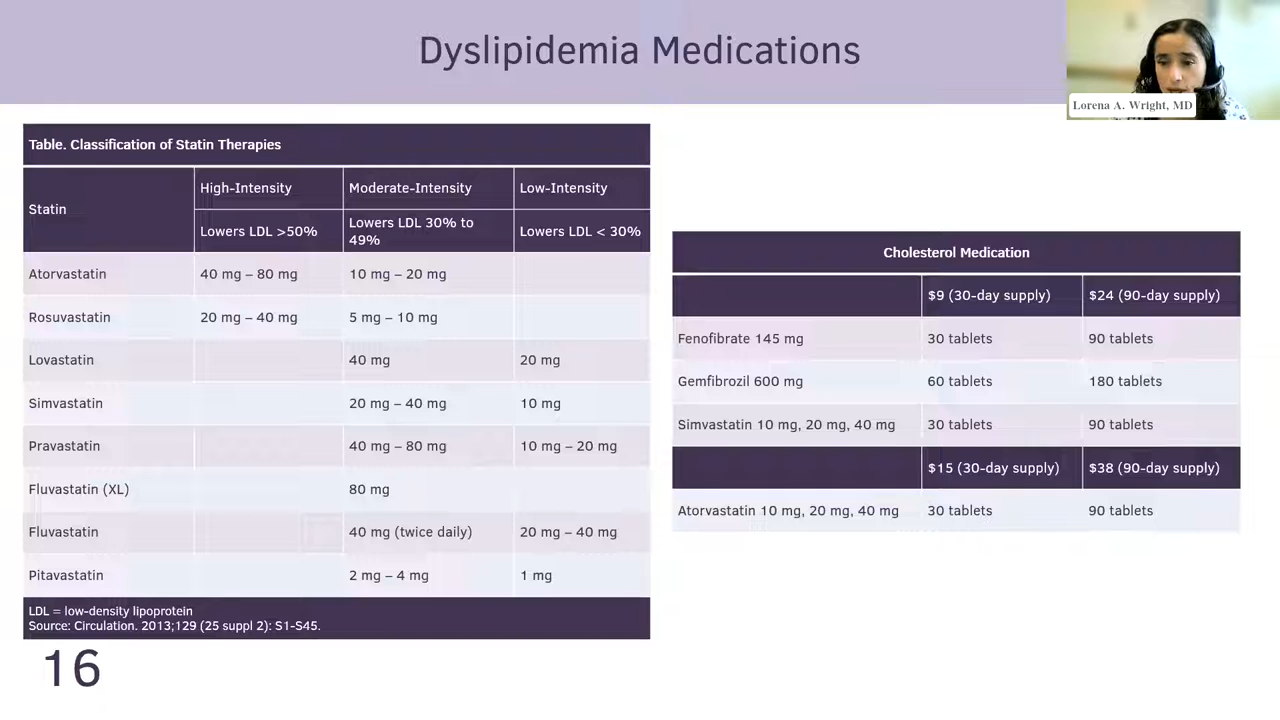 Dyslipidemia Medications
Lorena A. Wright, MD
Table. Classification of Statin Therapies
Statin
High-Intensity
Moderate-Intensity
Low-Intensity
Lowers LDL >50%
Lowers LDL 30% to
49%
Lowers LDL < 30%
Atorvastatin 40 mg – 80 mg 10 mg – 20 mg
Rosuvastatin 20 mg – 40 mg 5 mg – 10 mg
Lovastatin 40 mg 20 mg
Simvastatin 20 mg – 40 mg 10 mg
Pravastatin 40 mg – 80 mg 10 mg – 20 mg
Fluvastatin (XL) 80 mg
Fluvastatin 40 mg (twice daily) 20 mg – 40 mg
Pitavastatin 2 mg – 4 mg 1 mg
LDL = low-density lipoprotein
Source: Circulation. 2013;129 (25 suppl 2): S1-S45.
Cholesterol Medication
$9 (30-day supply) $24 (90-day supply)
Fenofibrate 145 mg 30 tablets 90 tablets
Gemfibrozil 600 mg 60 tablets 180 tablets
Simvastatin 10 mg, 20 mg, 40 mg 30 tablets 90 tablets
$15 (30-day supply) $38 (90-day supply)
Atorvastatin 10 mg, 20 mg, 40 mg 30 tablets 90 tablets
16